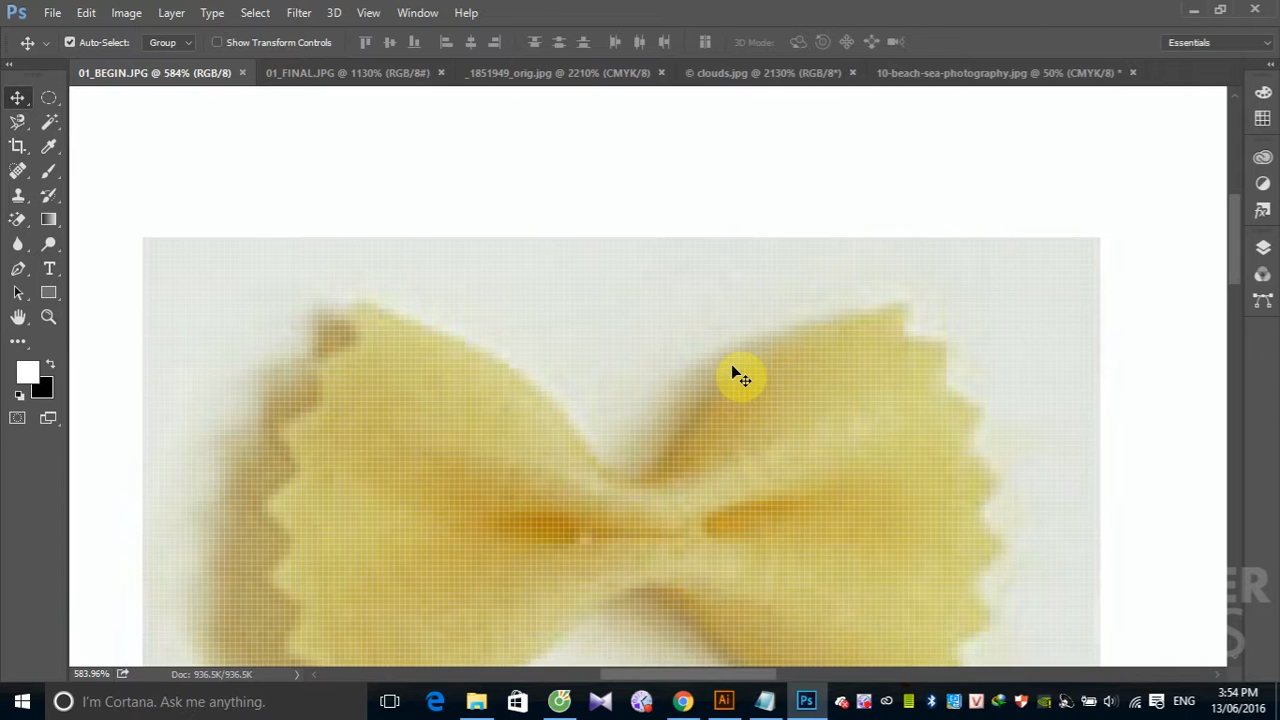 Ps File Edit Image Layer Type Select Filter 3D View Window Help
Auto-Select: Group Show Transform Controls 3D Mode: Essentials
01_BEGIN.JPG @ 584% (RGB/8) 01_FINAL.JPG @ 1130% (RGB/8#) _1851949_orig.jpg @ 2210% (CMYK/8) © clouds.jpg @ 2130% (RGB/8*) 10-beach-sea-photography.jpg @ 50% (CMYK/8) *
583.96% Doc: 936.5K/936.5K
I'm Cortana. Ask me anything. Ai Ps ENG 3:54 PM
13/06/2016